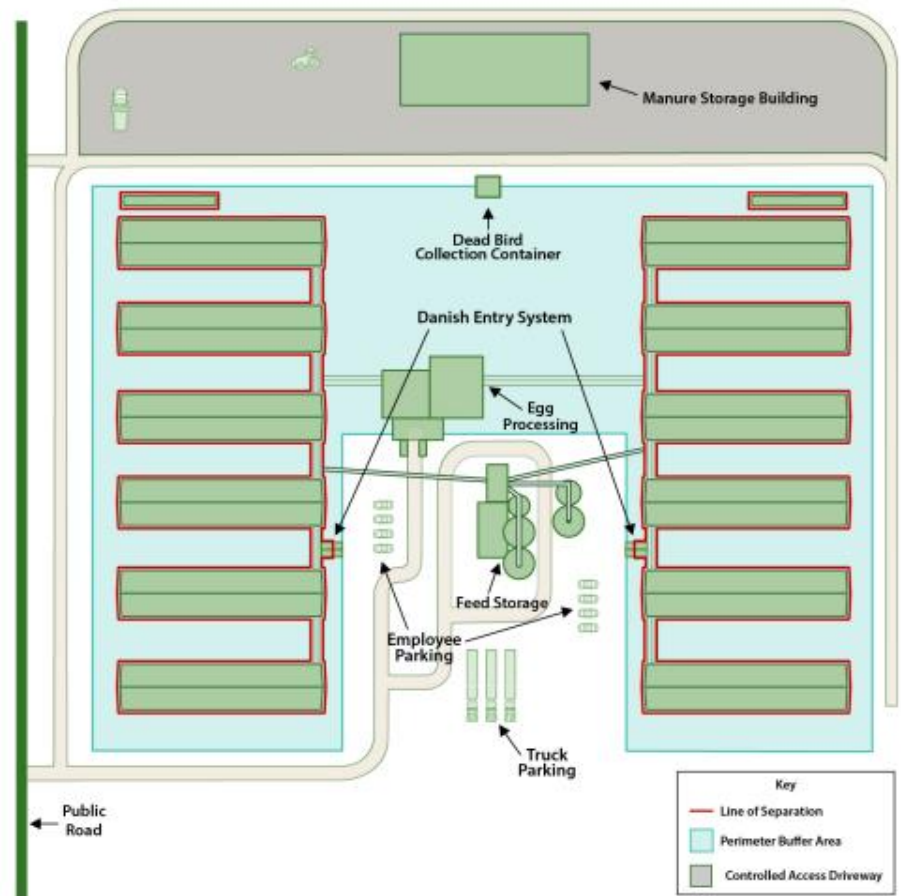 Manure Storage Building
Dead Bird
Collection Container
Danish Entry System
Egg
Processing
Feed Storage
Employee
Parking
Truck
Parking
Public
Road
Key
Line of Separation
Perimeter Buffer Area
Controlled Access Driveway